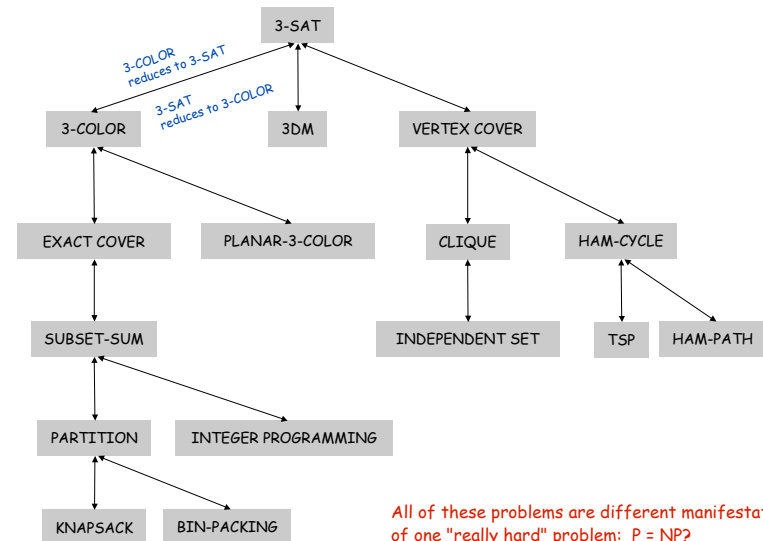 3-SAT
3-COLOR
reduces to 3-SAT
3-SAT
reduces to 3-COLOR
3-COLOR
3DM
VERTEX COVER
EXACT COVER
PLANAR-3-COLOR
CLIQUE
HAM-CYCLE
SUBSET-SUM
INDEPENDENT SET
TSP
HAM-PATH
PARTITION
INTEGER PROGRAMMING
KNAPSACK
BIN-PACKING
All of these problems are different manifestat
of one "really hard" problem: P = NP?